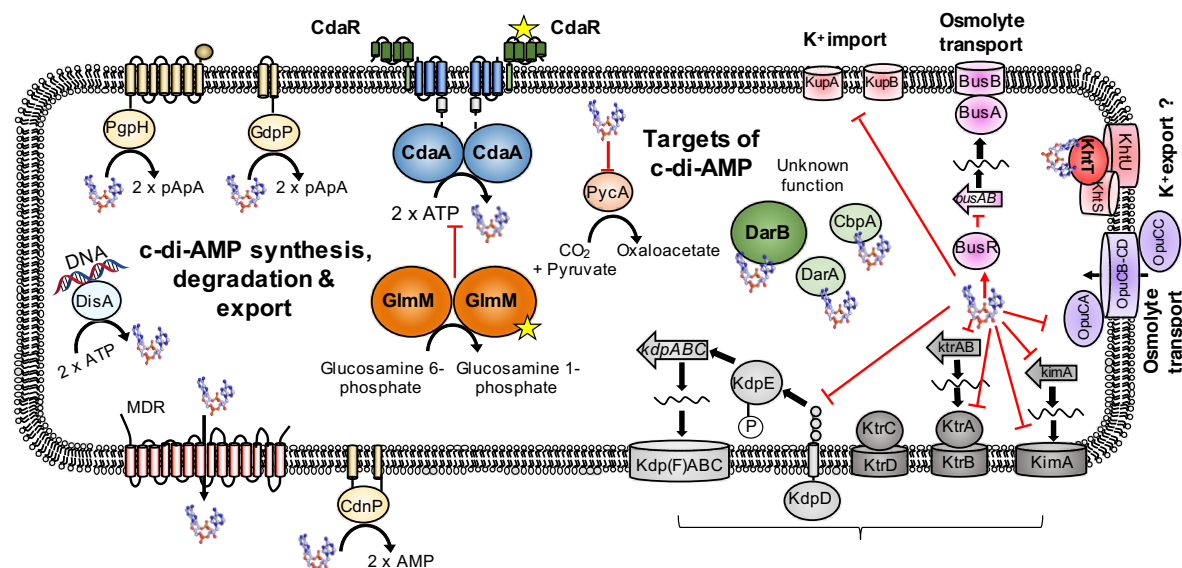 CdaR
CdaR
K+ import
Osmolyte
transport
KupA
KupB
BusB
BusA
PgpH
GdpP
CdaA
CdaA
2 x pApA
2 x pApA
2 x ATP
Targets of
c-di-AMP
PycA
CO2
+ Pyruvate
Oxaloacetate
Unknown
function
DarB
CbpA
DarA
busAB
BusR
KhtT
KhtU
KhtS
K+export ?
OpuCC
OpuCB-CD
OpuCA
Osmolyte
transport
c-di-AMP synthesis,
degradation &
export
DNA
DisA
2 x ATP
GlmM
GlmM
Glucosamine 6-
phosphate
Glucosamine 1-
phosphate
kdpABC
KdpE
P
ktrAB
kimA
MDR
Kdp(F)ABC
KdpD
KtrC
KtrD
KtrA
KtrB
KimA
CdnP
2 x AMP